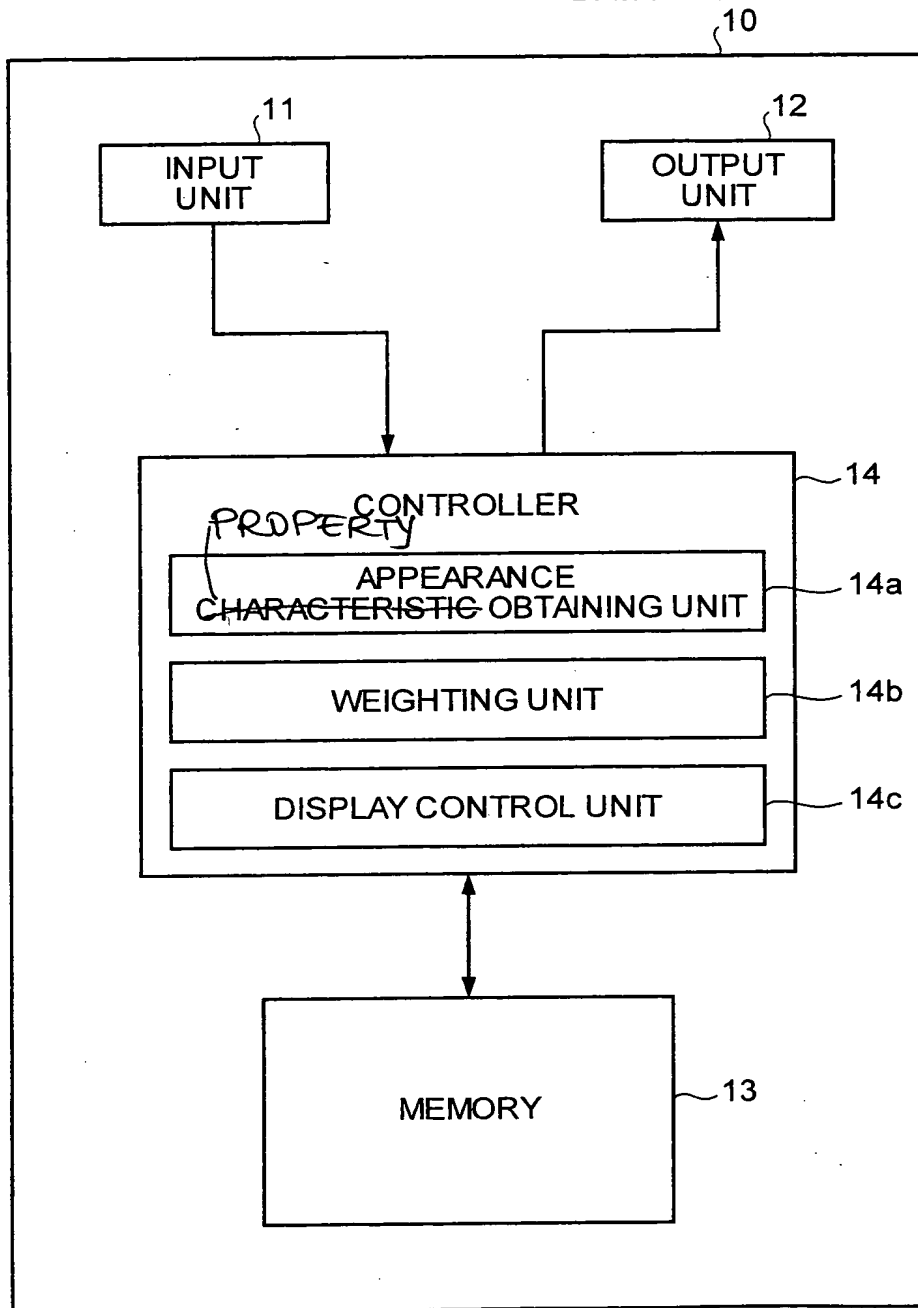 10
11
12
INPUT
UNIT
OUTPUT
UNIT
14
CONTROLLER
PROPERTY
APPEARANCE
CHARACTERISTIC OBTAINING UNIT
14a
WEIGHTING UNIT
14b
DISPLAY CONTROL UNIT
14c
MEMORY
13